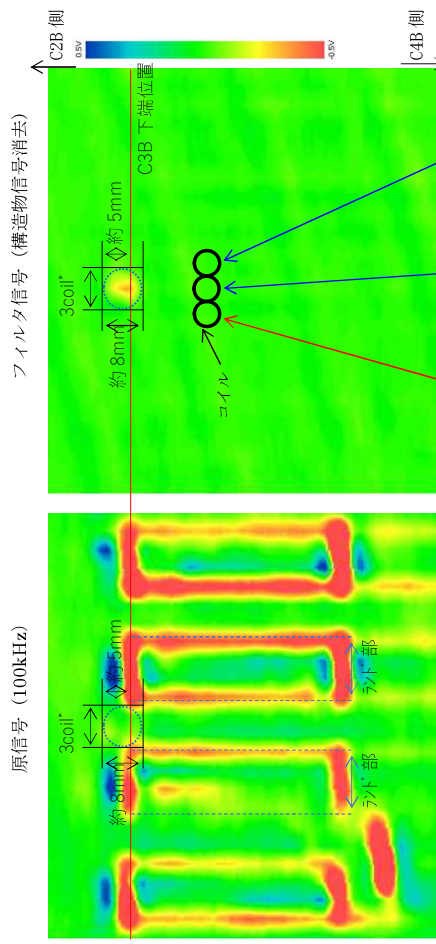 フィルタ信号（構造物信号消去）
C2B 側
0.5V
-0.5V
C4B 側
C3B 下端位置
約 5mm
3coil*
約 8mm
コイル
原信号（100kHz）
約 5mm
3coil*
約 8mm
ﾗﾝﾄﾞ部
ﾗﾝﾄﾞ部